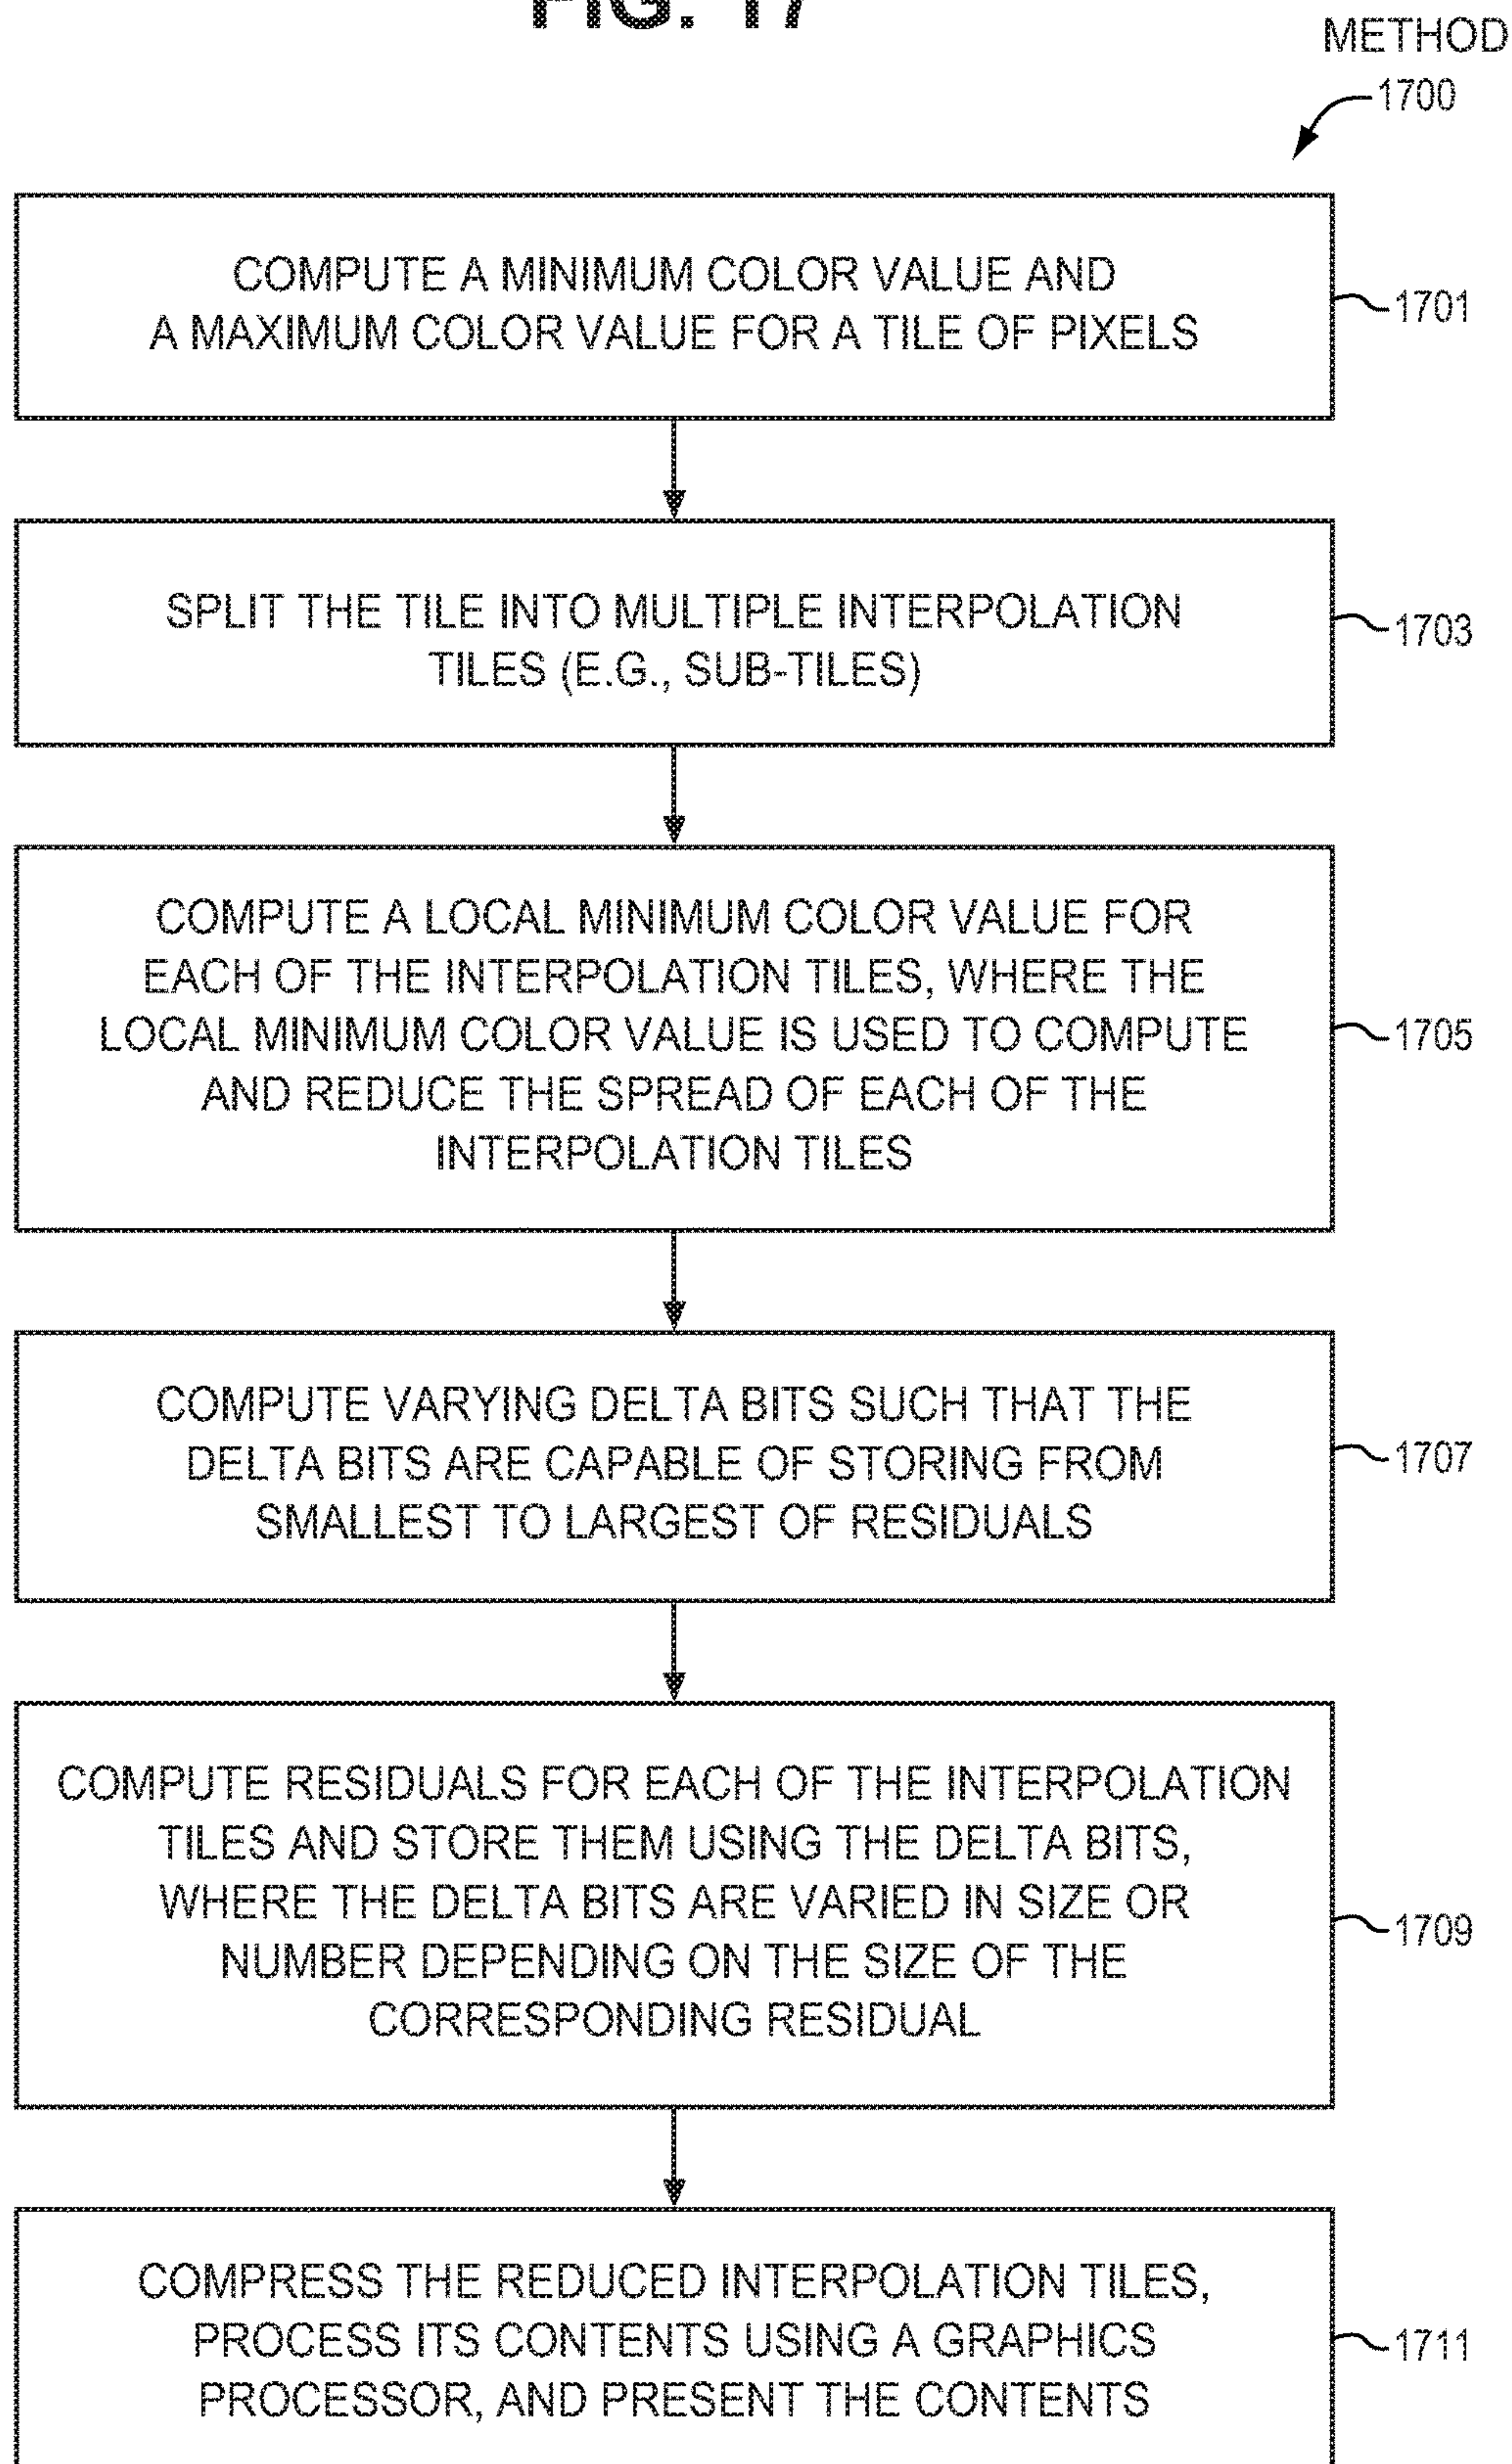 FIG. 17
METHOD
1700
COMPUTE A MINIMUM COLOR VALUE AND
A MAXIMUM COLOR VALUE FOR A TILE OF PIXELS
1701
SPLIT THE TILE INTO MULTIPLE INTERPOLATION
TILES (E.G., SUB-TILES)
1703
COMPUTE A LOCAL MINIMUM COLOR VALUE FOR
EACH OF THE INTERPOLATION TILES, WHERE THE
LOCAL MINIMUM COLOR VALUE IS USED TO COMPUTE
AND REDUCE THE SPREAD OF EACH OF THE
INTERPOLATION TILES
1705
COMPUTE VARYING DELTA BITS SUCH THAT THE
DELTA BITS ARE CAPABLE OF STORING FROM
SMALLEST TO LARGEST OF RESIDUALS
1707
COMPUTE RESIDUALS FOR EACH OF THE INTERPOLATION
TILES AND STORE THEM USING THE DELTA BITS,
WHERE THE DELTA BITS ARE VARIED IN SIZE OR
NUMBER DEPENDING ON THE SIZE OF THE
CORRESPONDING RESIDUAL
1709
COMPRESS THE REDUCED INTERPOLATION TILES,
PROCESS ITS CONTENTS USING A GRAPHICS
PROCESSOR, AND PRESENT THE CONTENTS
1711